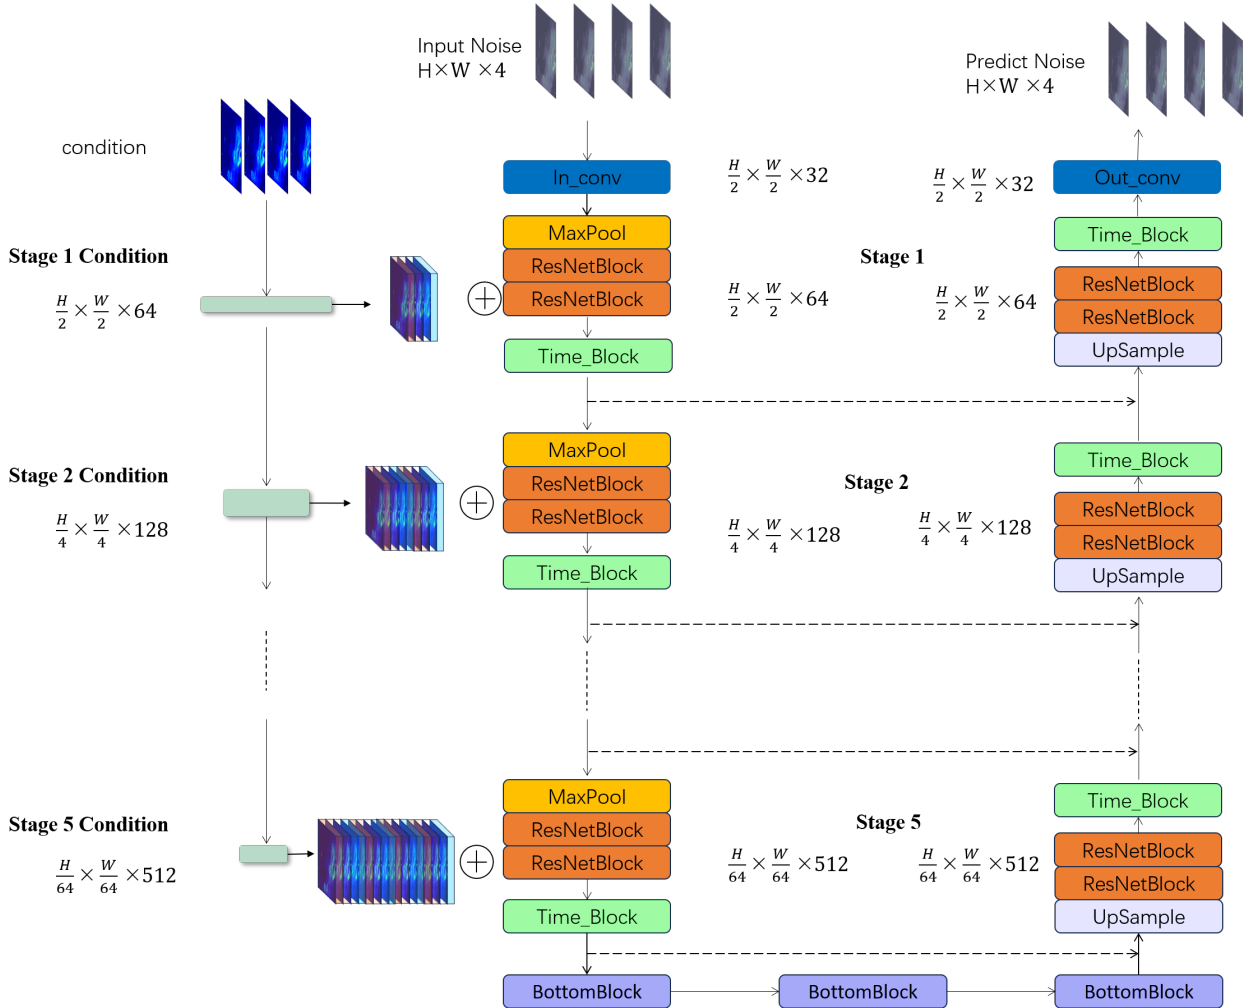 Input Noise
H×W ×4
Predict Noise
H×W ×4
condition
In_conv
H/2 × W/2 ×32
H/2 × W/2 ×32
Out_conv
MaxPool
ResNetBlock
ResNetBlock
Time_Block
Stage 1 Condition
H/2 × W/2 ×64
H/2 × W/2 ×64
Stage 1
H/2 × W/2 ×64
Time_Block
ResNetBlock
ResNetBlock
UpSample
Stage 2 Condition
H/4 × W/4 ×128
MaxPool
ResNetBlock
ResNetBlock
Time_Block
H/4 × W/4 ×128
Stage 2
H/4 × W/4 ×128
Time_Block
ResNetBlock
ResNetBlock
UpSample
Stage 5 Condition
H/64 × W/64 ×512
MaxPool
ResNetBlock
ResNetBlock
Time_Block
H/64 × W/64 ×512
Stage 5
H/64 × W/64 ×512
Time_Block
ResNetBlock
ResNetBlock
UpSample
BottomBlock
BottomBlock
BottomBlock